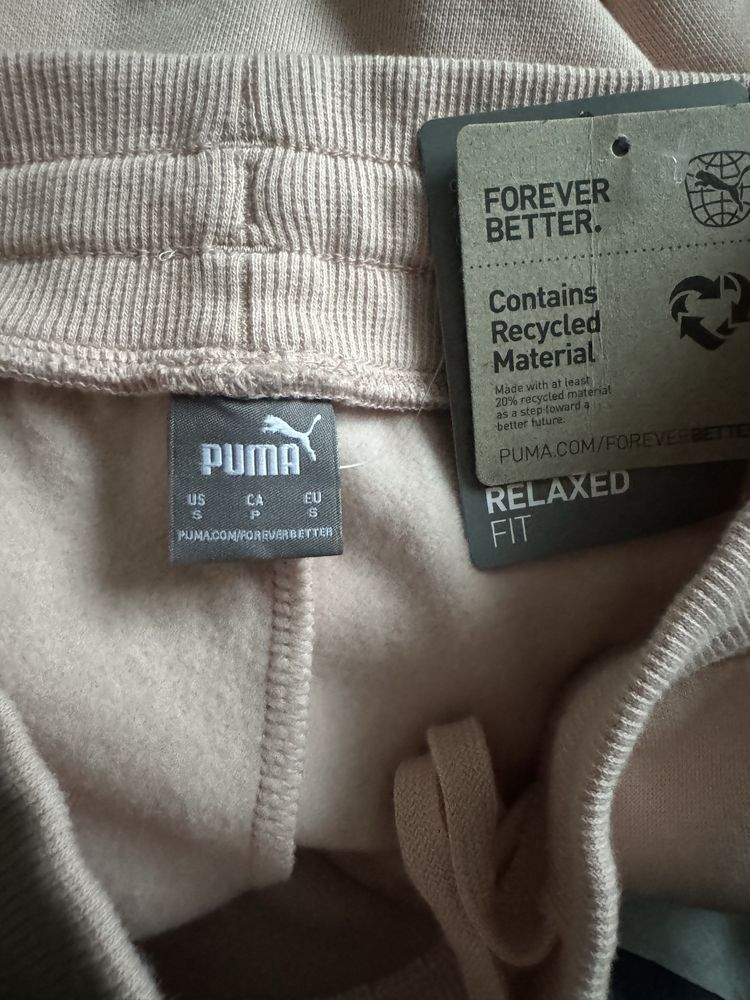 FOREVER
BETTER.
Contains
Recycled
Material
Made with at least
20% recycled material
as a step toward a
better future.
PUMA.COM/FOREVERBETTER
RELAXED
FIT
PUMA
US CA EU
S P S
PUMA.COM/FOREVERBETTER